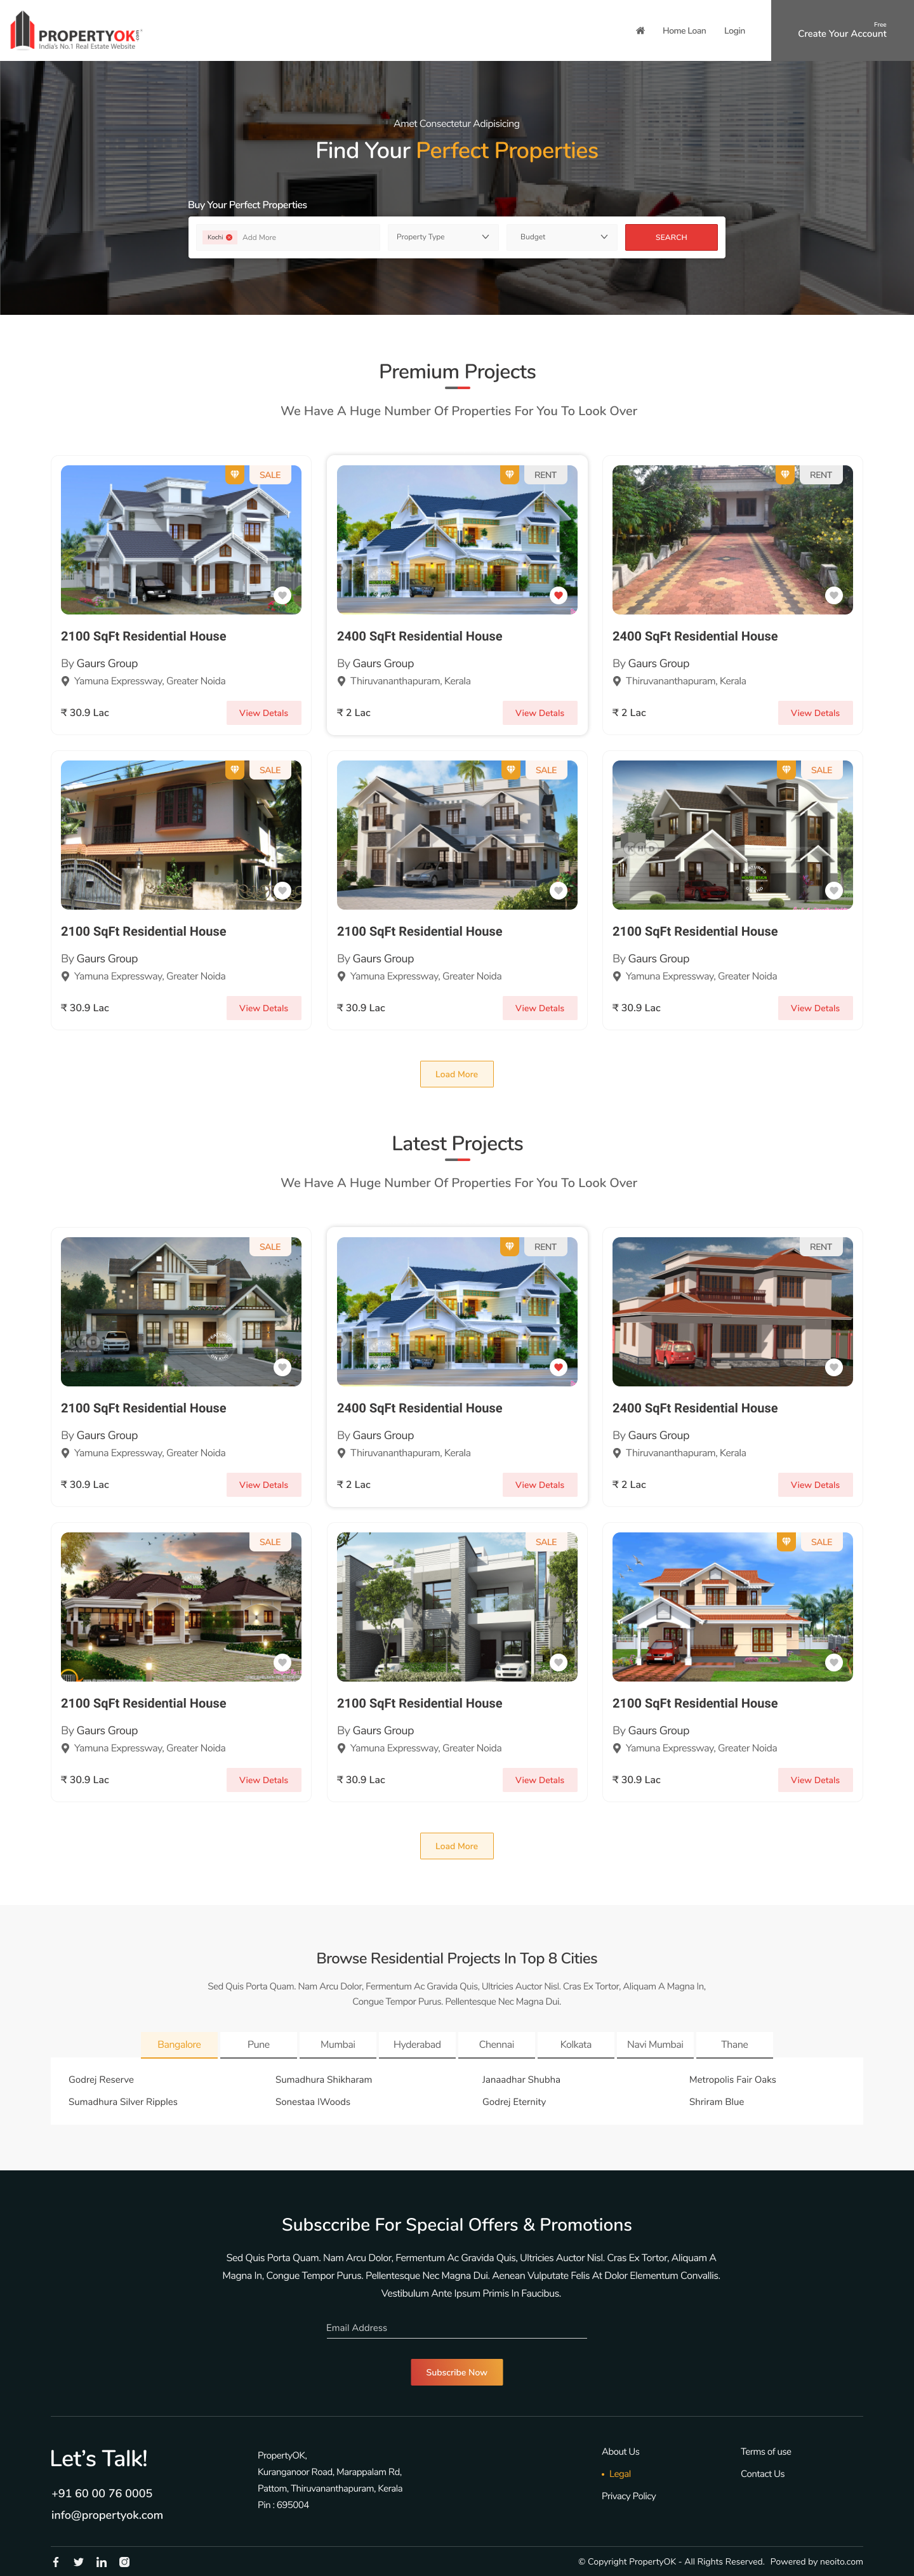 PROPERTYOK
India's No.1 Real Estate Website
Home Loan
Login
Free
Create Your Account
Amet Consectetur Adipisicing
Find Your Perfect Properties
Buy Your Perfect Properties
Kochi
Add More
Property Type
Budget
SEARCH
Premium Projects
We Have A Huge Number Of Properties For You To Look Over
SALE
2100 SqFt Residential House
By Gaurs Group
Yamuna Expressway, Greater Noida
₹ 30.9 Lac
View Detals
RENT
2400 SqFt Residential House
By Gaurs Group
Thiruvananthapuram, Kerala
₹ 2 Lac
View Detals
RENT
2400 SqFt Residential House
By Gaurs Group
Thiruvananthapuram, Kerala
₹ 2 Lac
View Detals
SALE
2100 SqFt Residential House
By Gaurs Group
Yamuna Expressway, Greater Noida
₹ 30.9 Lac
View Detals
SALE
2100 SqFt Residential House
By Gaurs Group
Yamuna Expressway, Greater Noida
₹ 30.9 Lac
View Detals
SALE
2100 SqFt Residential House
By Gaurs Group
Yamuna Expressway, Greater Noida
₹ 30.9 Lac
View Detals
Load More
Latest Projects
We Have A Huge Number Of Properties For You To Look Over
SALE
2100 SqFt Residential House
By Gaurs Group
Yamuna Expressway, Greater Noida
₹ 30.9 Lac
View Detals
RENT
2400 SqFt Residential House
By Gaurs Group
Thiruvananthapuram, Kerala
₹ 2 Lac
View Detals
RENT
2400 SqFt Residential House
By Gaurs Group
Thiruvananthapuram, Kerala
₹ 2 Lac
View Detals
SALE
2100 SqFt Residential House
By Gaurs Group
Yamuna Expressway, Greater Noida
₹ 30.9 Lac
View Detals
SALE
2100 SqFt Residential House
By Gaurs Group
Yamuna Expressway, Greater Noida
₹ 30.9 Lac
View Detals
SALE
2100 SqFt Residential House
By Gaurs Group
Yamuna Expressway, Greater Noida
₹ 30.9 Lac
View Detals
Load More
Browse Residential Projects In Top 8 Cities
Sed Quis Porta Quam. Nam Arcu Dolor, Fermentum Ac Gravida Quis, Ultricies Auctor Nisl. Cras Ex Tortor, Aliquam A Magna In,
Congue Tempor Purus. Pellentesque Nec Magna Dui.
Bangalore
Pune
Mumbai
Hyderabad
Chennai
Kolkata
Navi Mumbai
Thane
Godrej Reserve
Sumadhura Shikharam
Janaadhar Shubha
Metropolis Fair Oaks
Sumadhura Silver Ripples
Sonestaa IWoods
Godrej Eternity
Shriram Blue
Subsccribe For Special Offers & Promotions
Sed Quis Porta Quam. Nam Arcu Dolor, Fermentum Ac Gravida Quis, Ultricies Auctor Nisl. Cras Ex Tortor, Aliquam A
Magna In, Congue Tempor Purus. Pellentesque Nec Magna Dui. Aenean Vulputate Felis At Dolor Elementum Convallis.
Vestibulum Ante Ipsum Primis In Faucibus.
Email Address
Subscribe Now
Let's Talk!
+91 60 00 76 0005
info@propertyok.com
PropertyOK,
Kuranganoor Road, Marappalam Rd,
Pattom, Thiruvananthapuram, Kerala
Pin : 695004
About Us
Legal
Privacy Policy
Terms of use
Contact Us
© Copyright PropertyOK - All Rights Reserved. Powered by neoito.com